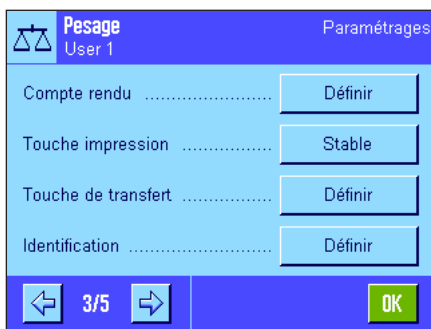 Pesage
User 1
Paramétrages
Compte rendu ........................ Définir
Touche impression ................. Stable
Touche de transfert ................. Définir
Identification ........................... Définir
3/5
OK